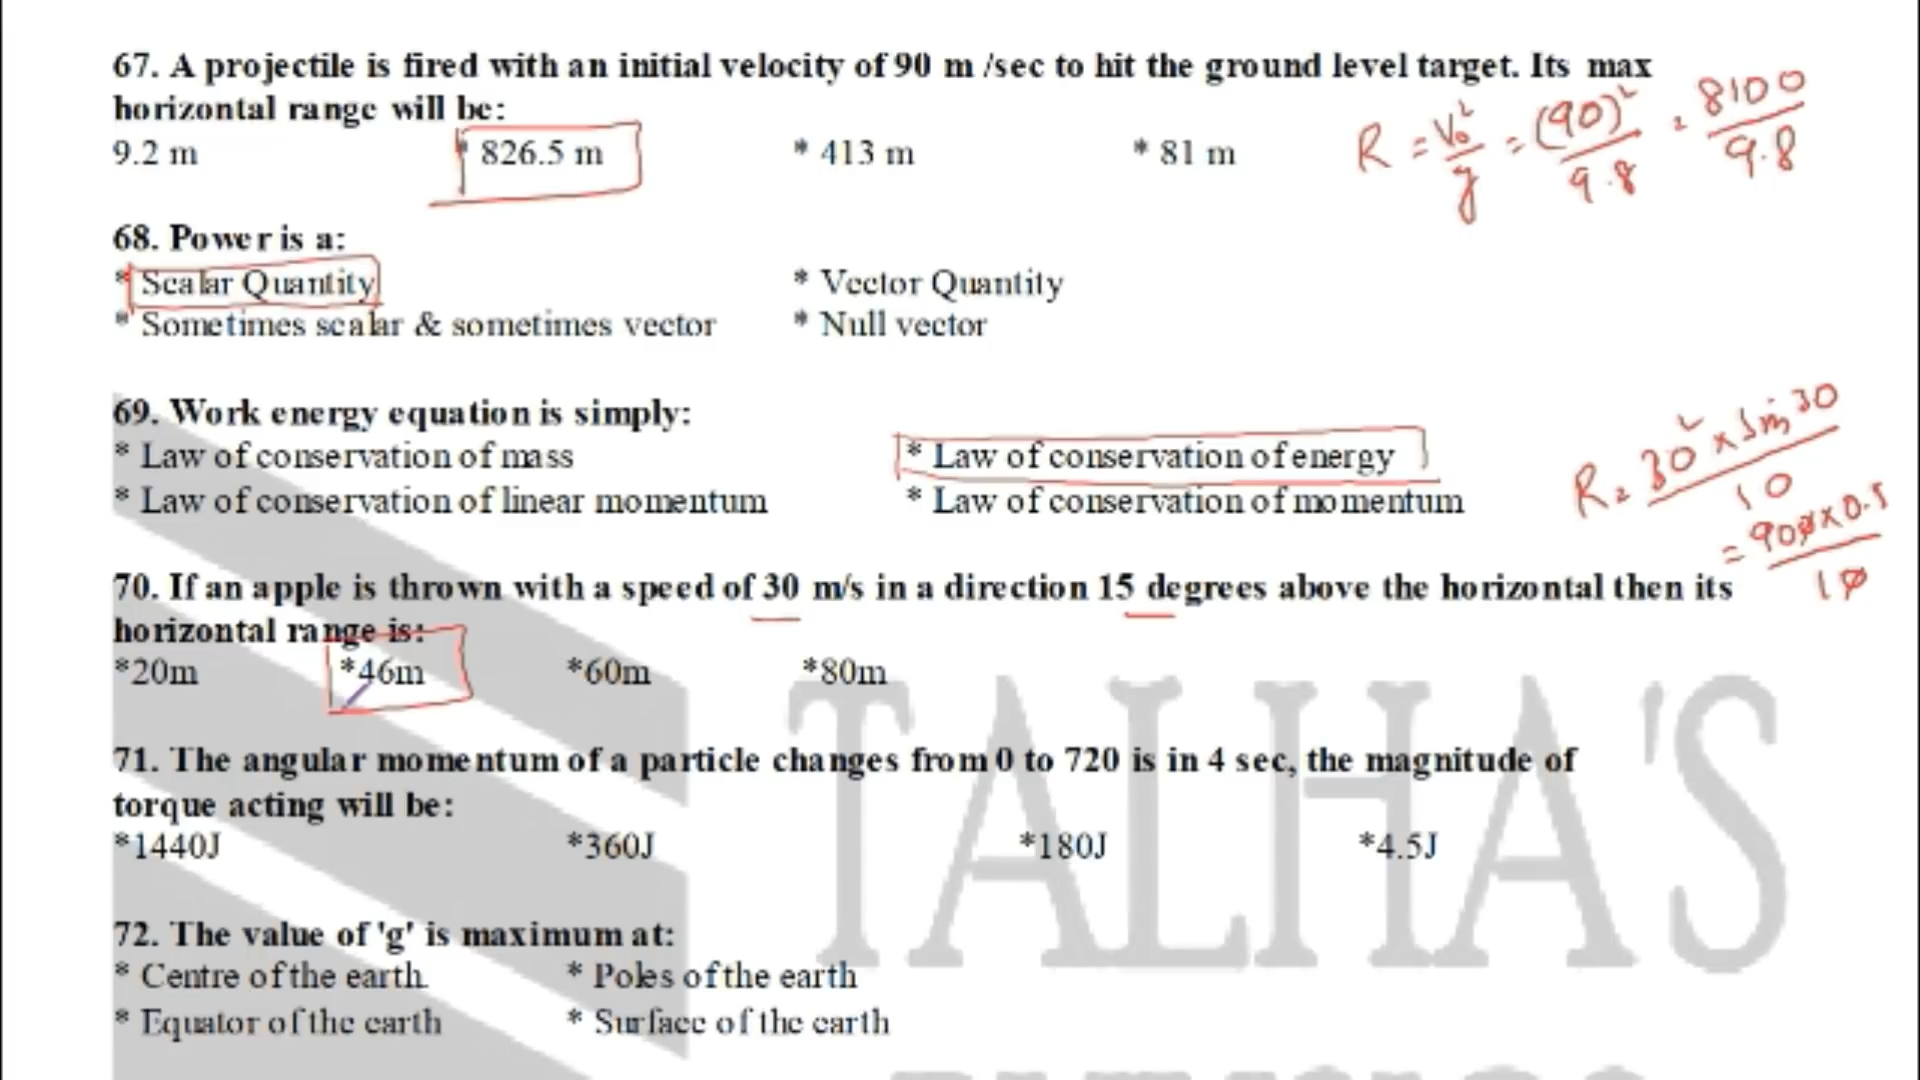 67. A projectile is fired with an initial velocity of 90 m /sec to hit the ground level target. Its max
horizontal range will be:
9.2 m * 826.5 m * 413 m * 81 m
R = V₀²/g = (90)²/9.8 = 8100/9.8
68. Power is a:
* Scalar Quantity * Vector Quantity
* Sometimes scalar & sometimes vector * Null vector
69. Work energy equation is simply:
* Law of conservation of mass * Law of conservation of energy
* Law of conservation of linear momentum * Law of conservation of momentum
R = 30² x Sin 30/10
= 900 x 0.5/10
70. If an apple is thrown with a speed of 30 m/s in a direction 15 degrees above the horizontal then its
horizontal range is:
*20m *46m *60m *80m
71. The angular momentum of a particle changes from 0 to 720 is in 4 sec, the magnitude of
torque acting will be:
*1440J *360J *180J *4.5J
72. The value of 'g' is maximum at:
* Centre of the earth. * Poles of the earth
* Equator of the earth * Surface of the earth
TALHA'S